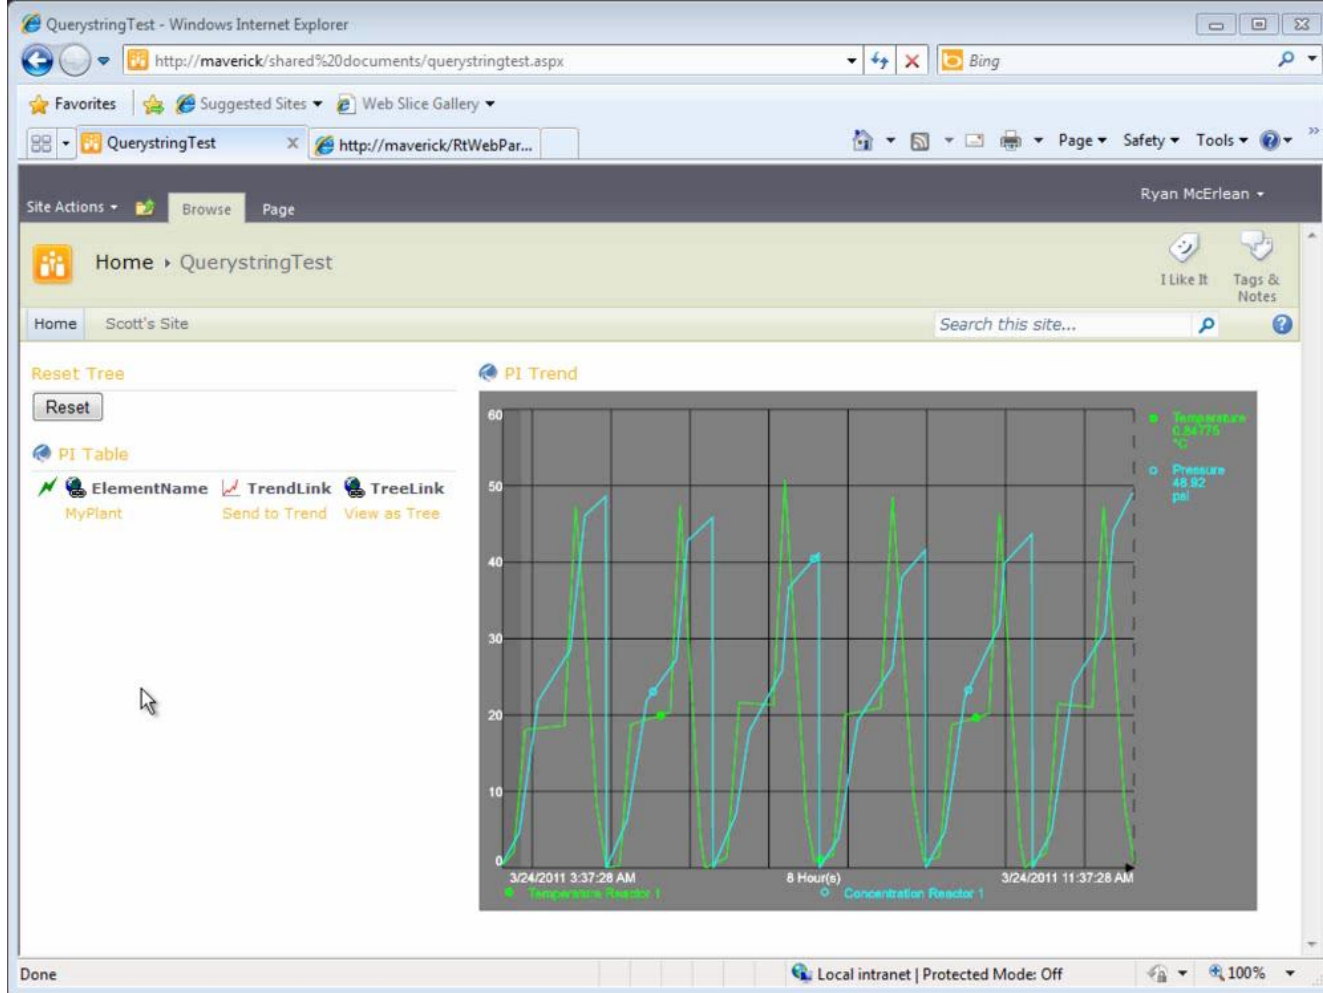 QuerystringTest - Windows Internet Explorer
http://maverick/shared%20documents/querystringtest.aspx
Bing
Favorites Suggested Sites Web Slice Gallery
QuerystringTest X http://maverick/RtWebPar... Page Safety Tools »
Ryan McErlean
Site Actions Browse Page
Home QuerystringTest
I Like It Tags &
Notes
Home Scott's Site Search this site...
Reset Tree
Reset
PI Table
ElementName TrendLink TreeLink
MyPlant Send to Trend View as Tree
PI Trend
60
50
40
30
20
10
0
Temperature
0.84775
°C
Pressure
48.92
psi
3/24/2011 3:37:28 AM 8 Hour(s) 3/24/2011 11:37:28 AM
Temperature Reactor 1 Concentration Reactor 1
Done Local intranet | Protected Mode: Off 100%